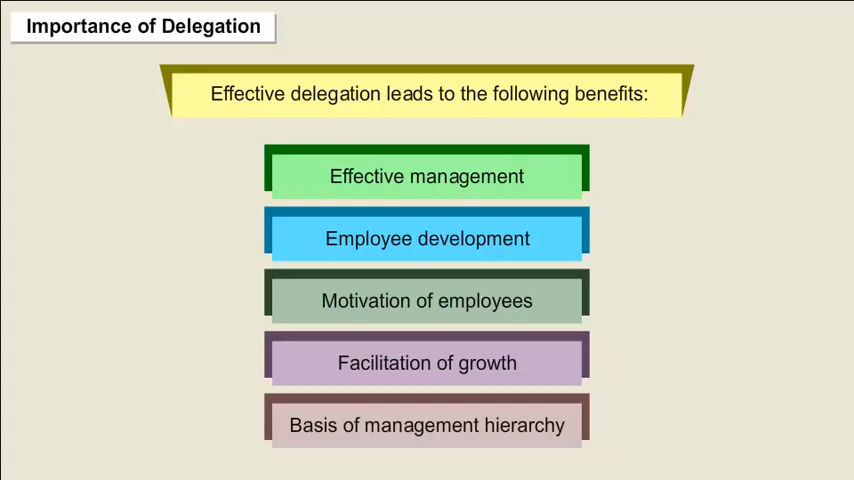 Importance of Delegation
Effective delegation leads to the following benefits:
Effective management
Employee development
Motivation of employees
Facilitation of growth
Basis of management hierarchy